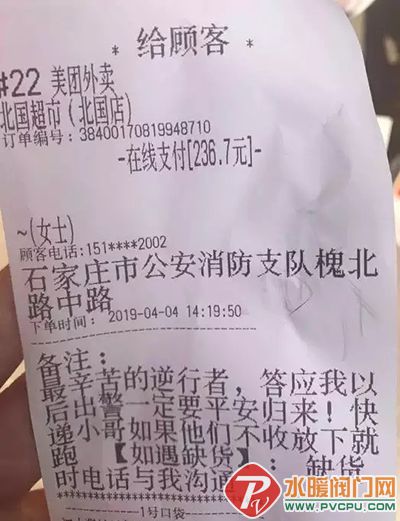 * 给顾客 *
#22 美团外卖
北国超市(北国店)
订单编号:38400170819948710
-在线支付[236.7元]-
~(女士)
顾客电话:151****2002
石家庄市公安消防支队槐北
路中路
下单时间: 2019-04-04 14:19:50
备注:
最辛苦的逆行者,答应我以
后出警一定要平安归来!快
递小哥如果他们不收放下就
跑 【如遇缺货】: 缺货
时电话与我沟通
1号口袋
水暖阀门网
WWW.PVCPU.COM